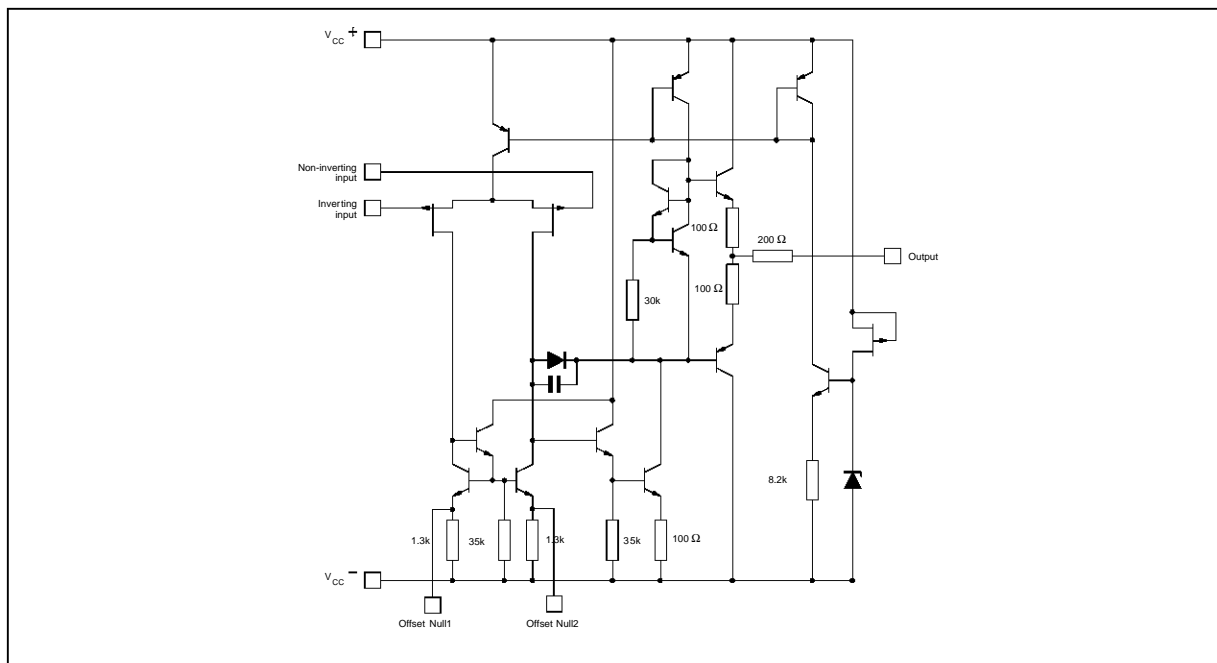 V CC +
Non-inverting
input
Inverting
input
100 Ω
200 Ω
Output
100 Ω
30k
8.2k
1.3k
35k
1.3k
35k
100 Ω
V CC −
Offset Null1
Offset Null2